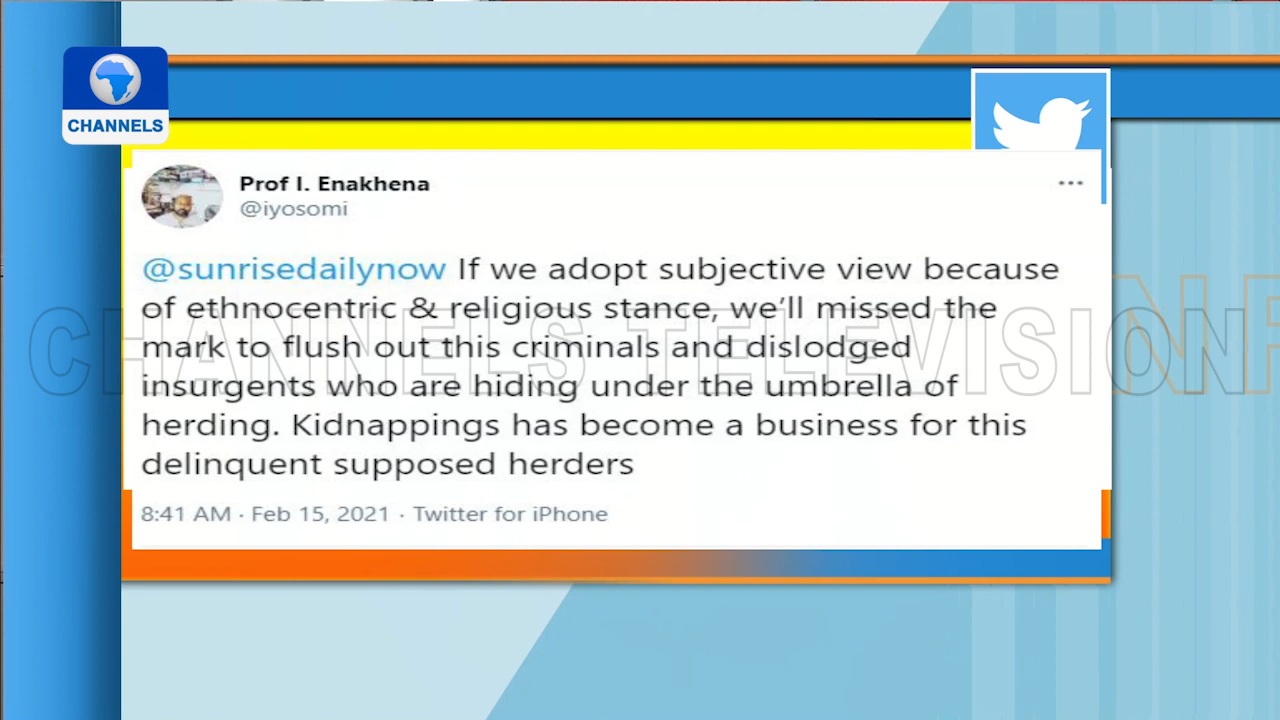 CHANNELS
Prof I. Enakhena
@iyosomi
@sunrisedailynow If we adopt subjective view because
of ethnocentric & religious stance, we'll missed the
mark to flush out this criminals and dislodged
insurgents who are hiding under the umbrella of
herding. Kidnappings has become a business for this
delinquent supposed herders
8:41 AM · Feb 15, 2021 · Twitter for iPhone
CHANNELS TELEVISION